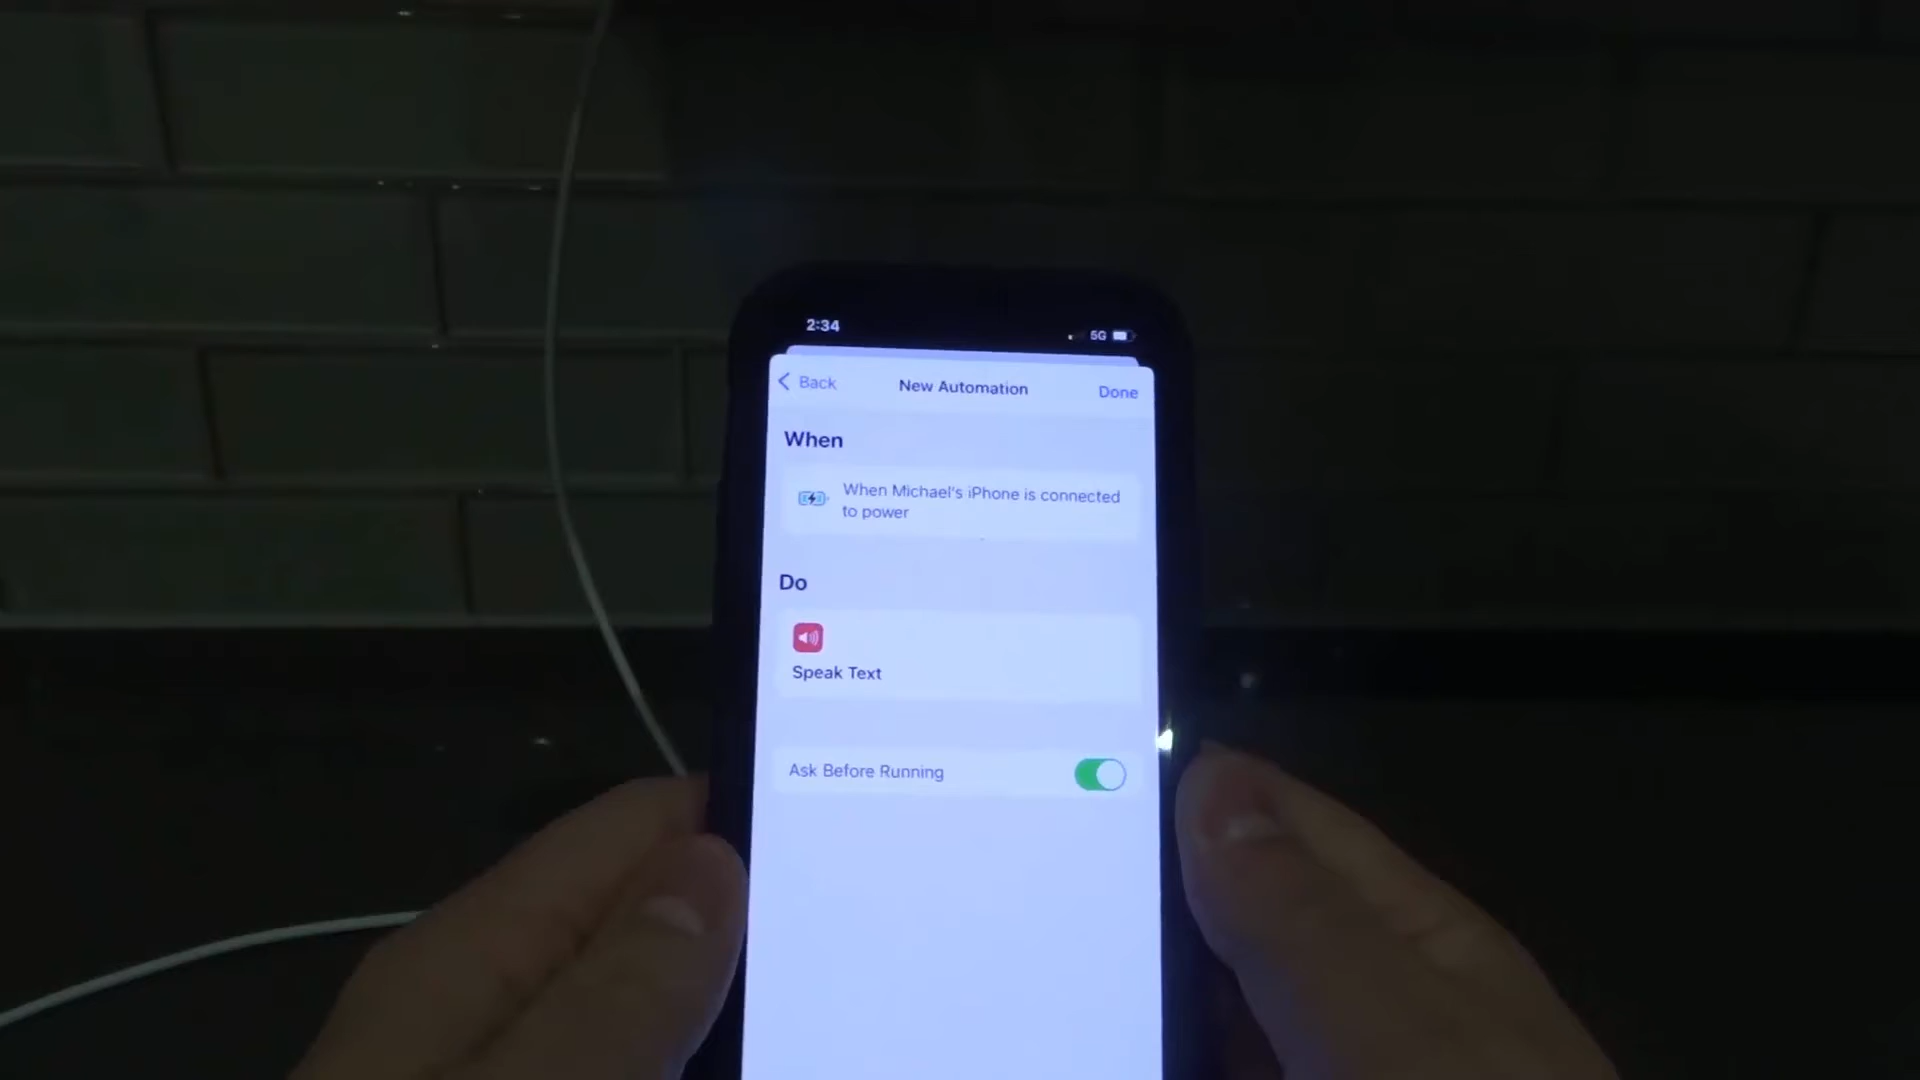 2:34
5G
Back
New Automation
Done
When
When Michael's iPhone is connected
to power
Do
Speak Text
Ask Before Running